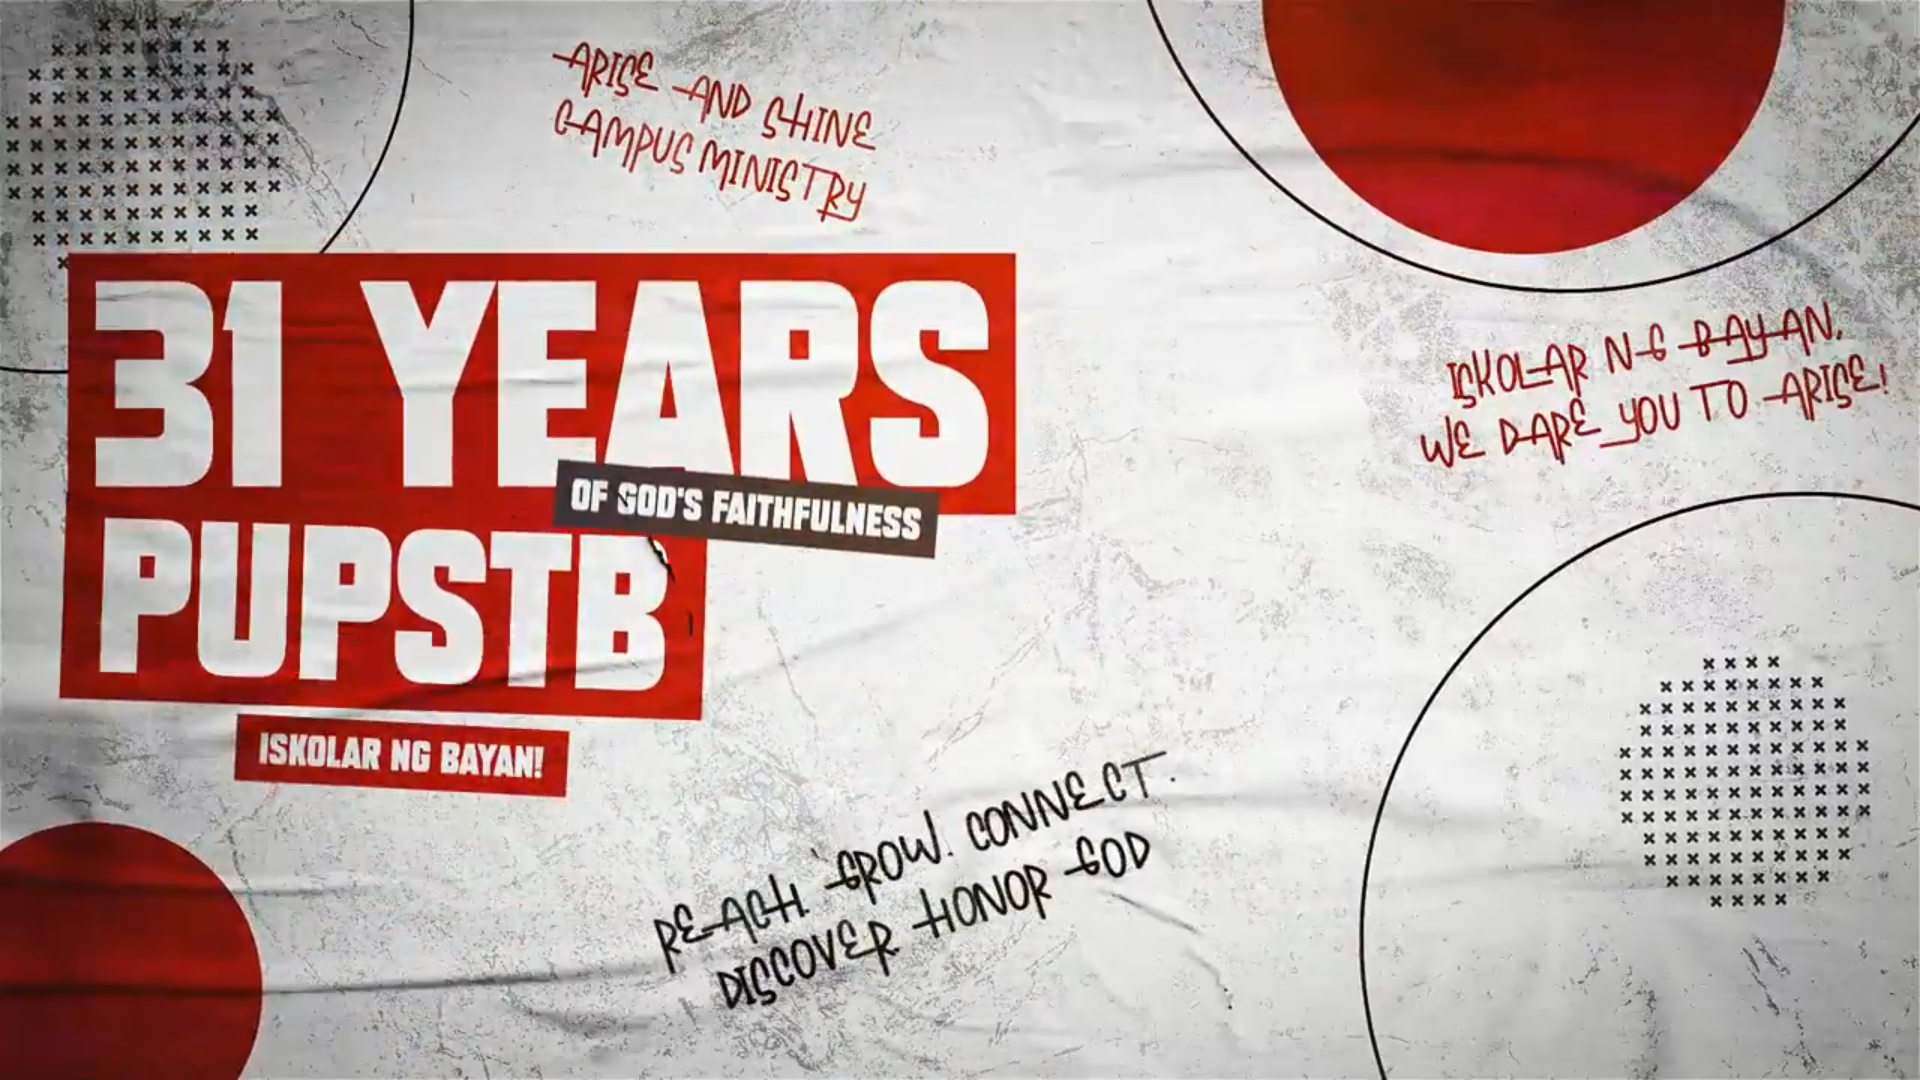 ARISE AND SHINE
CAMPUS MINISTRY
31 YEARS
OF GOD'S FAITHFULNESS
PUPSTB
ISKOLAR NG BAYAN!
ISKOLAR NG BAYAN,
WE DARE YOU TO ARISE!
REACH. GROW. CONNECT.
DISCOVER. HONOR GOD